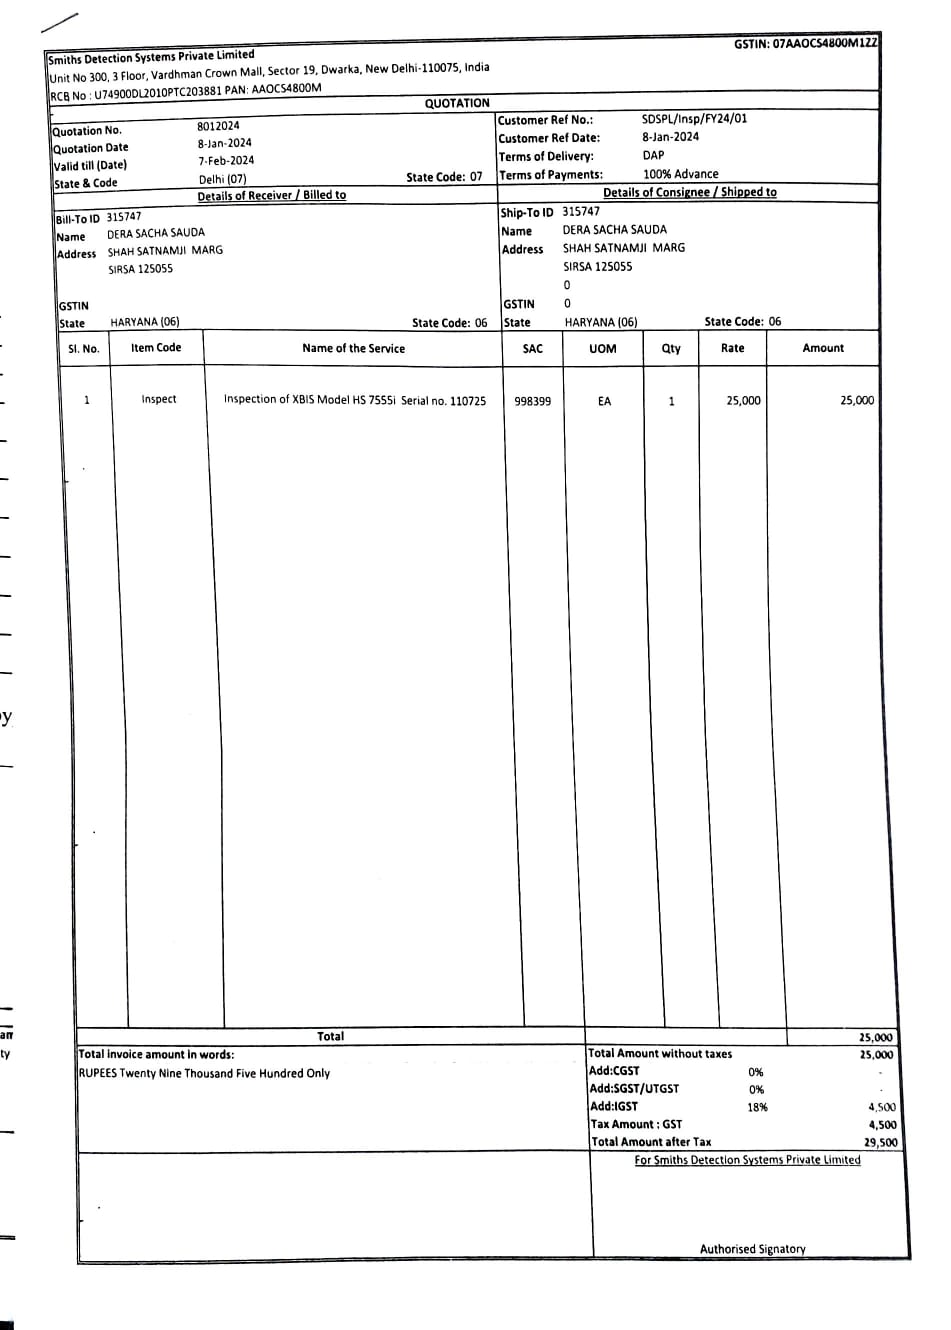 GSTIN: 07AAOCS4800M1ZZ
Smiths Detection Systems Private Limited
Unit No 300, 3 Floor, Vardhman Crown Mall, Sector 19, Dwarka, New Delhi-110075, India
RCB No : U74900DL2010PTC203881 PAN: AAOCS4800M
QUOTATION
Quotation No. 8012024
Quotation Date 8-Jan-2024
Valid till (Date) 7-Feb-2024
State & Code Delhi (07) State Code: 07
Customer Ref No.: SDSPL/Insp/FY24/01
Customer Ref Date: 8-Jan-2024
Terms of Delivery: DAP
Terms of Payments: 100% Advance
Details of Receiver / Billed to
Bill-To ID 315747
Name DERA SACHA SAUDA
Address SHAH SATNAMJI MARG
SIRSA 125055
GSTIN
State HARYANA (06) State Code: 06
Details of Consignee / Shipped to
Ship-To ID 315747
Name DERA SACHA SAUDA
Address SHAH SATNAMJI MARG
SIRSA 125055
0
GSTIN 0
State HARYANA (06) State Code: 06
Sl. No. Item Code Name of the Service SAC UOM Qty Rate Amount
1 Inspect Inspection of XBIS Model HS 7555i Serial no. 110725 998399 EA 1 25,000 25,000
Total 25,000
Total invoice amount in words:
RUPEES Twenty Nine Thousand Five Hundred Only
Total Amount without taxes 25,000
Add:CGST 0% -
Add:SGST/UTGST 0% -
Add:IGST 18% 4,500
Tax Amount : GST 4,500
Total Amount after Tax 29,500
For Smiths Detection Systems Private Limited
Authorised Signatory